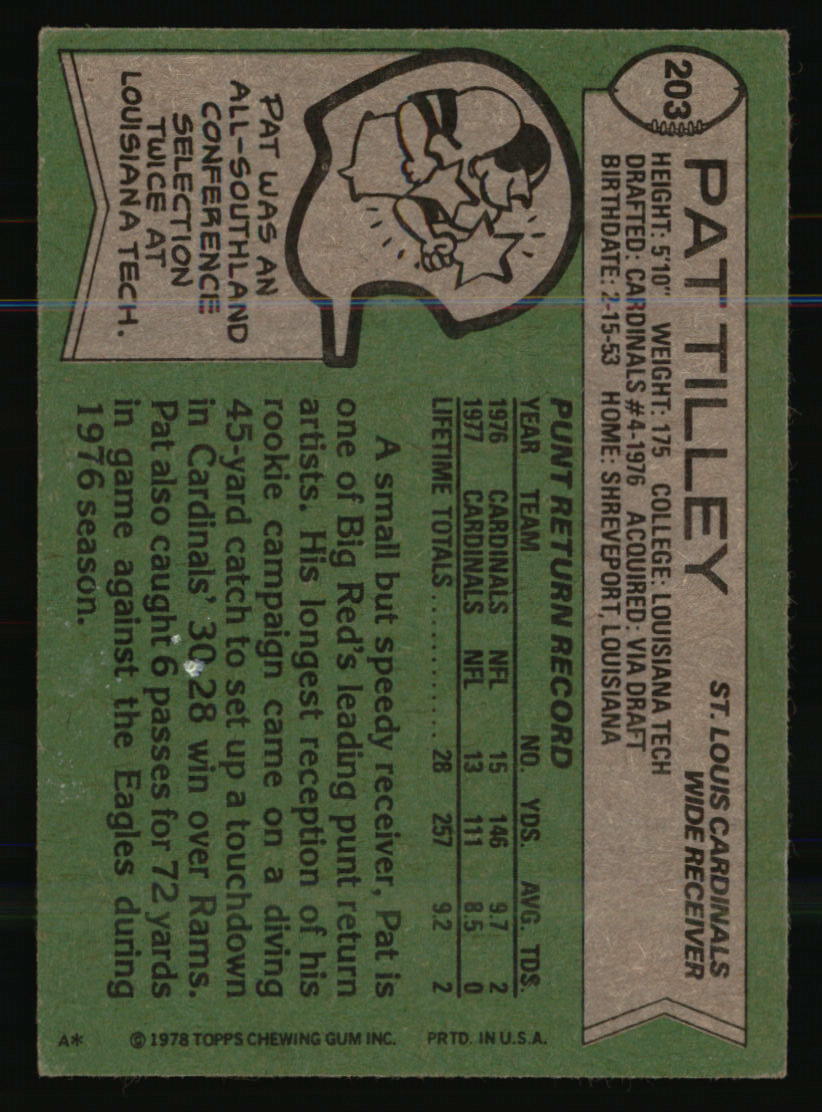 203
PAT TILLEY
ST. LOUIS CARDINALS
WIDE RECEIVER
HEIGHT: 5'10" WEIGHT: 175 COLLEGE: LOUISIANA TECH
DRAFTED: CARDINALS #4-1976 ACQUIRED: VIA DRAFT
BIRTHDATE: 2-15-53 HOME: SHREVEPORT, LOUISIANA
PUNT RETURN RECORD
YEAR TEAM NO. YDS. AVG. TDS.
1976 CARDINALS NFL 15 146 9.7 2
1977 CARDINALS NFL 13 111 8.5 0
LIFETIME TOTALS............ 28 257 9.2 2
A small but speedy receiver, Pat is
one of Big Red's leading punt return
artists. His longest reception of his
rookie campaign came on a diving
45-yard catch to set up a touchdown
in Cardinals' 30-28 win over Rams.
Pat also caught 6 passes for 72 yards
in game against the Eagles during
1976 season.
PAT WAS AN
ALL-SOUTHLAND
CONFERENCE
SELECTION
TWICE AT
LOUISIANA TECH.
A* © 1978 TOPPS CHEWING GUM INC. PRTD. IN U.S.A.